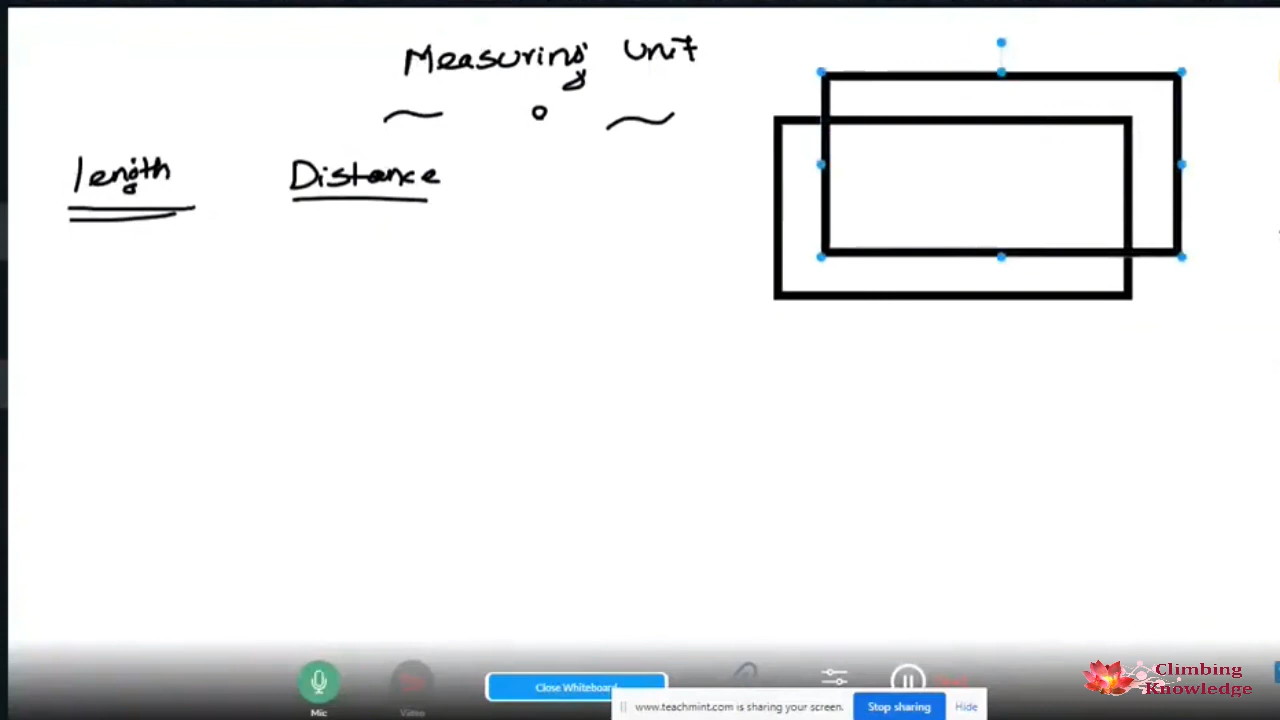 Measuring unit
length Distance
Mic
Video
Close Whiteboard
www.teachmint.com is sharing your screen.
Stop sharing
Hide
Climbing
Knowledge